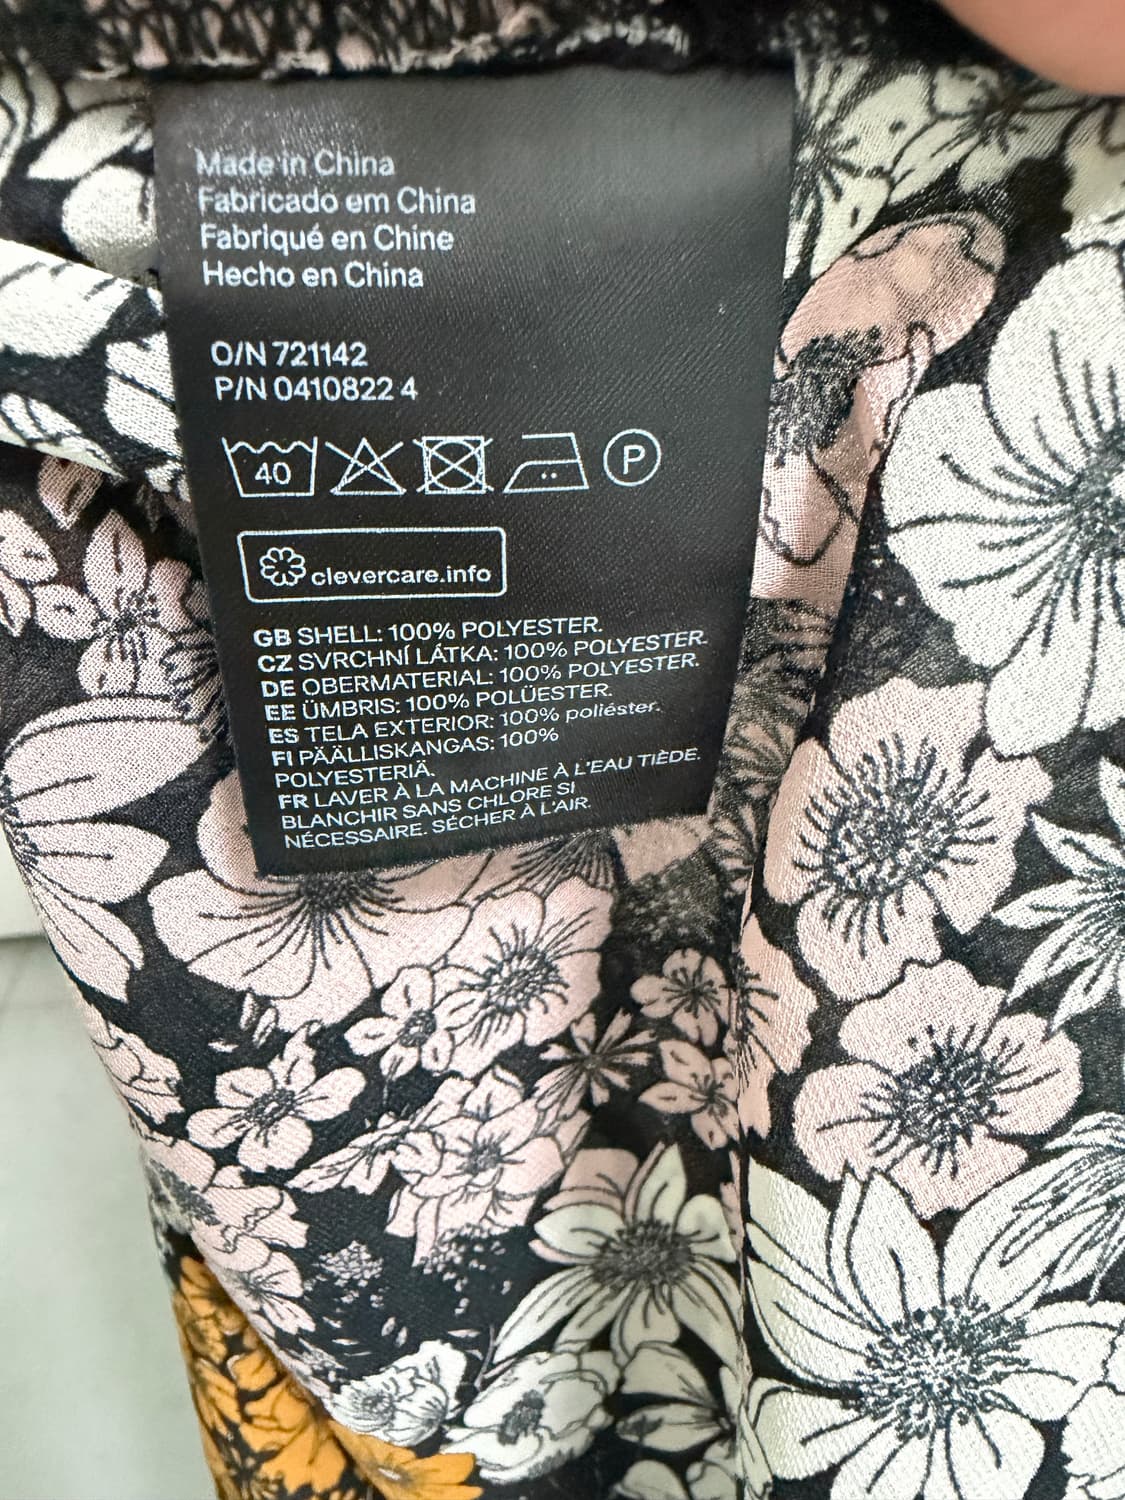 Made in China
Fabricado em China
Fabriqué en Chine
Hecho en China
O/N 721142
P/N 0410822 4
40 P
clevercare.info
GB SHELL: 100% POLYESTER.
CZ SVRCHNÍ LÁTKA: 100% POLYESTER.
DE OBERMATERIAL: 100% POLYESTER.
EE ÜMBRIS: 100% POLÜESTER.
ES TELA EXTERIOR: 100% poliéster.
FI PÄÄLLISKANGAS: 100%
POLYESTERIÄ.
FR LAVER À LA MACHINE À L'EAU TIÈDE.
BLANCHIR SANS CHLORE SI
NÉCESSAIRE. SÉCHER À L'AIR.